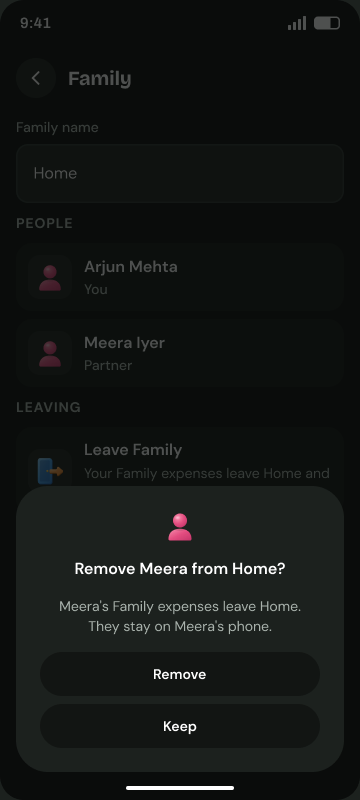 9:41
Family
Family name
Home
PEOPLE
Arjun Mehta
You
Meera Iyer
Partner
LEAVING
Leave Family
Your Family expenses leave Home and
Remove Meera from Home?
Meera's Family expenses leave Home.
They stay on Meera's phone.
Remove
Keep